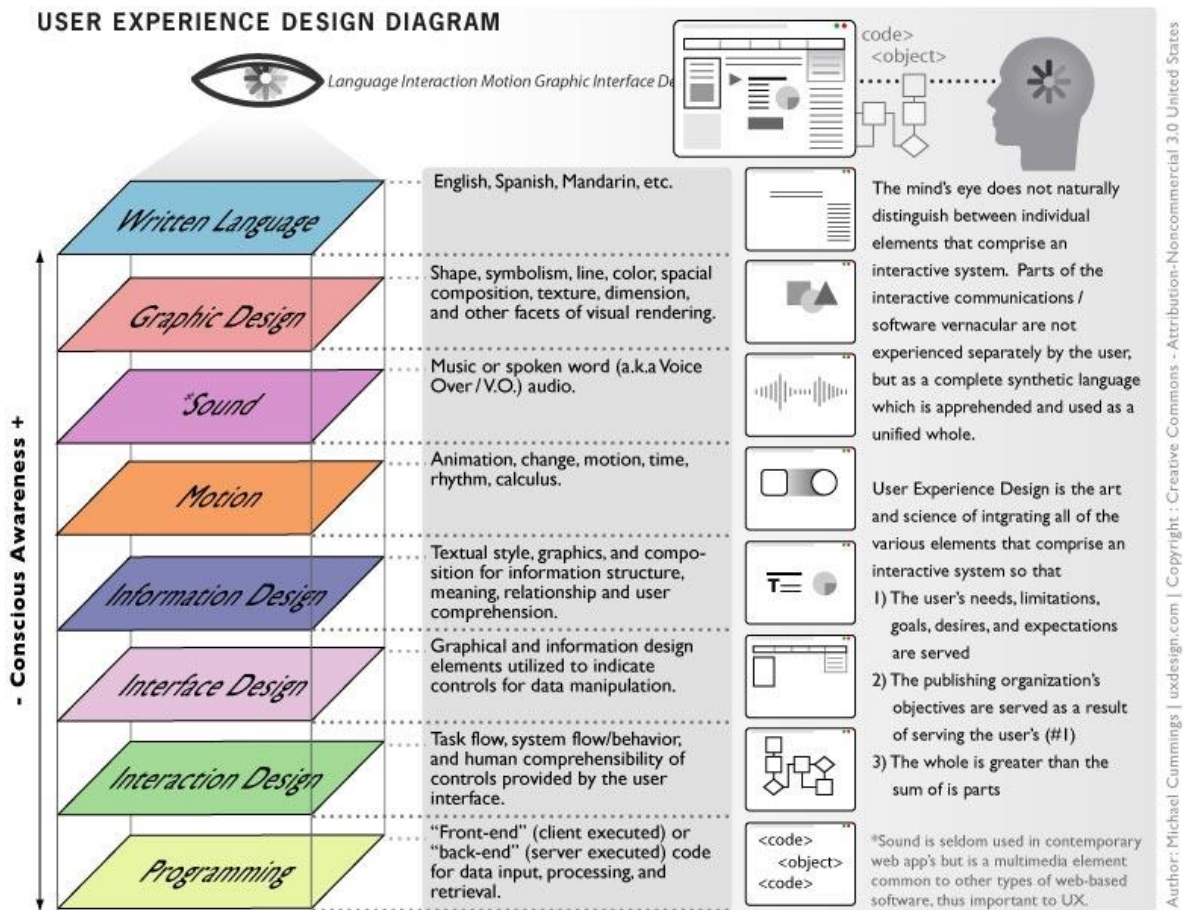 USER EXPERIENCE DESIGN DIAGRAM
Language Interaction Motion Graphic Interface De
code>
<object>
Written Language
English, Spanish, Mandarin, etc.
Graphic Design
Shape, symbolism, line, color, spacial
composition, texture, dimension,
and other facets of visual rendering.
*Sound
Music or spoken word (a.k.a Voice
Over / V.O.) audio.
Motion
Animation, change, motion, time,
rhythm, calculus.
Information Design
Textual style, graphics, and compo-
sition for information structure,
meaning, relationship and user
comprehension.
T
Interface Design
Graphical and information design
elements utilized to indicate
controls for data manipulation.
Interaction Design
Task flow, system flow/behavior,
and human comprehensibility of
controls provided by the user
interface.
Programming
“Front-end” (client executed) or
“back-end” (server executed) code
for data input, processing, and
retrieval.
<code>
<object>
<code>
- Conscious Awareness +
The mind's eye does not naturally
distinguish between individual
elements that comprise an
interactive system. Parts of the
interactive communications /
software vernacular are not
experienced separately by the user,
but as a complete synthetic language
which is apprehended and used as a
unified whole.
User Experience Design is the art
and science of intgrating all of the
various elements that comprise an
interactive system so that
1) The user's needs, limitations,
goals, desires, and expectations
are served
2) The publishing organization's
objectives are served as a result
of serving the user's (#1)
3) The whole is greater than the
sum of is parts
*Sound is seldom used in contemporary
web app's but is a multimedia element
common to other types of web-based
software, thus important to UX.
Author: Michael Cummings | uxdesign.com | Copyright : Creative Commons - Attribution-Noncommercial 3.0 United States